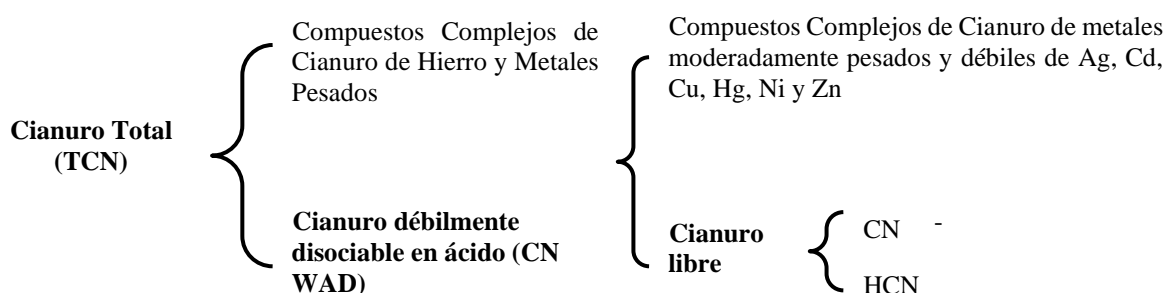 Cianuro Total
(TCN)
Compuestos Complejos de
Cianuro de Hierro y Metales
Pesados
Cianuro débilmente
disociable en ácido (CN
WAD)
Compuestos Complejos de Cianuro de metales
moderadamente pesados y débiles de Ag, Cd,
Cu, Hg, Ni y Zn
Cianuro
libre
CN -
HCN